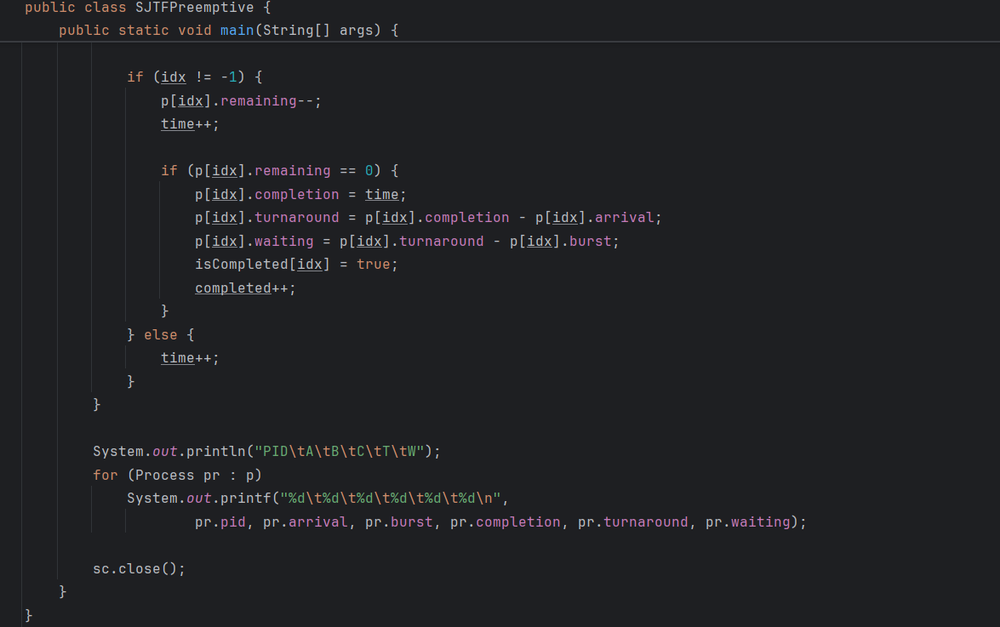 public class SJTFPreemptive {
    public static void main(String[] args) {
            if (idx != -1) {
                p[idx].remaining--;
                time++;
                if (p[idx].remaining == 0) {
                    p[idx].completion = time;
                    p[idx].turnaround = p[idx].completion - p[idx].arrival;
                    p[idx].waiting = p[idx].turnaround - p[idx].burst;
                    isCompleted[idx] = true;
                    completed++;
                }
            } else {
                time++;
            }
        }
        System.out.println("PID\tA\tB\tC\tT\tW");
        for (Process pr : p)
            System.out.printf("%d\t%d\t%d\t%d\t%d\t%d\n",
                    pr.pid, pr.arrival, pr.burst, pr.completion, pr.turnaround, pr.waiting);
        sc.close();
    }
}